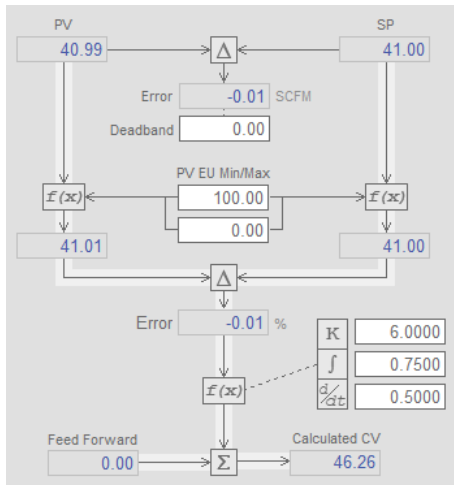 PV SP
40.99 Δ 41.00
Error -0.01 SCFM
Deadband 0.00
PV EU Min/Max
f(x) 100.00 f(x)
0.00
41.01 41.00
Δ
Error -0.01 %
K 6.0000
∫ 0.7500
f(x) d/dt 0.5000
Feed Forward Calculated CV
0.00 Σ 46.26